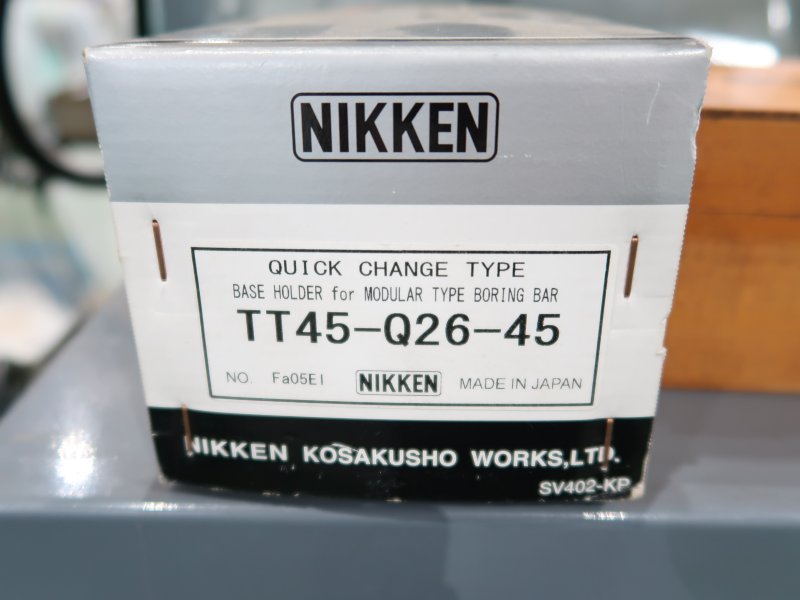 NIKKEN
QUICK CHANGE TYPE
BASE HOLDER for MODULAR TYPE BORING BAR
TT45-Q26-45
NO. Fa05EI NIKKEN MADE IN JAPAN
NIKKEN KOSAKUSHO WORKS,LTD.
SV402-KP